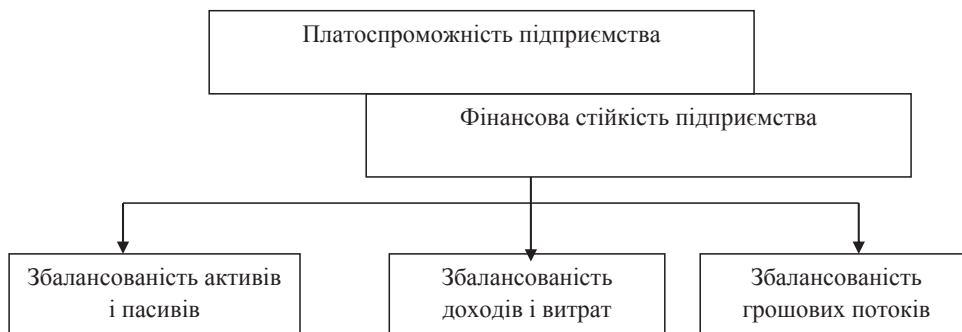 Платоспроможність підприємства
Фінансова стійкість підприємства
Збалансованість активів
і пасивів
Збалансованість
доходів і витрат
Збалансованість
грошових потоків